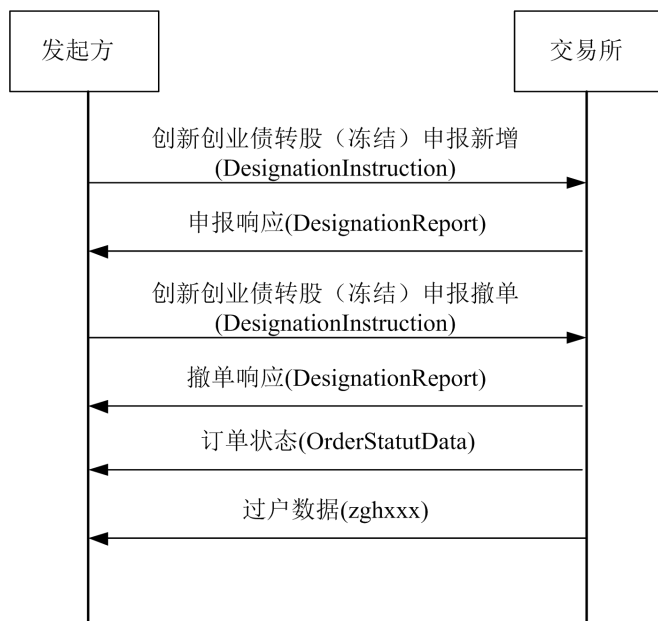 发起方
交易所
创新创业债转股（冻结）申报新增
(DesignationInstruction)
申报响应(DesignationReport)
创新创业债转股（冻结）申报撤单
(DesignationInstruction)
撤单响应(DesignationReport)
订单状态(OrderStatutData)
过户数据(zghxxx)